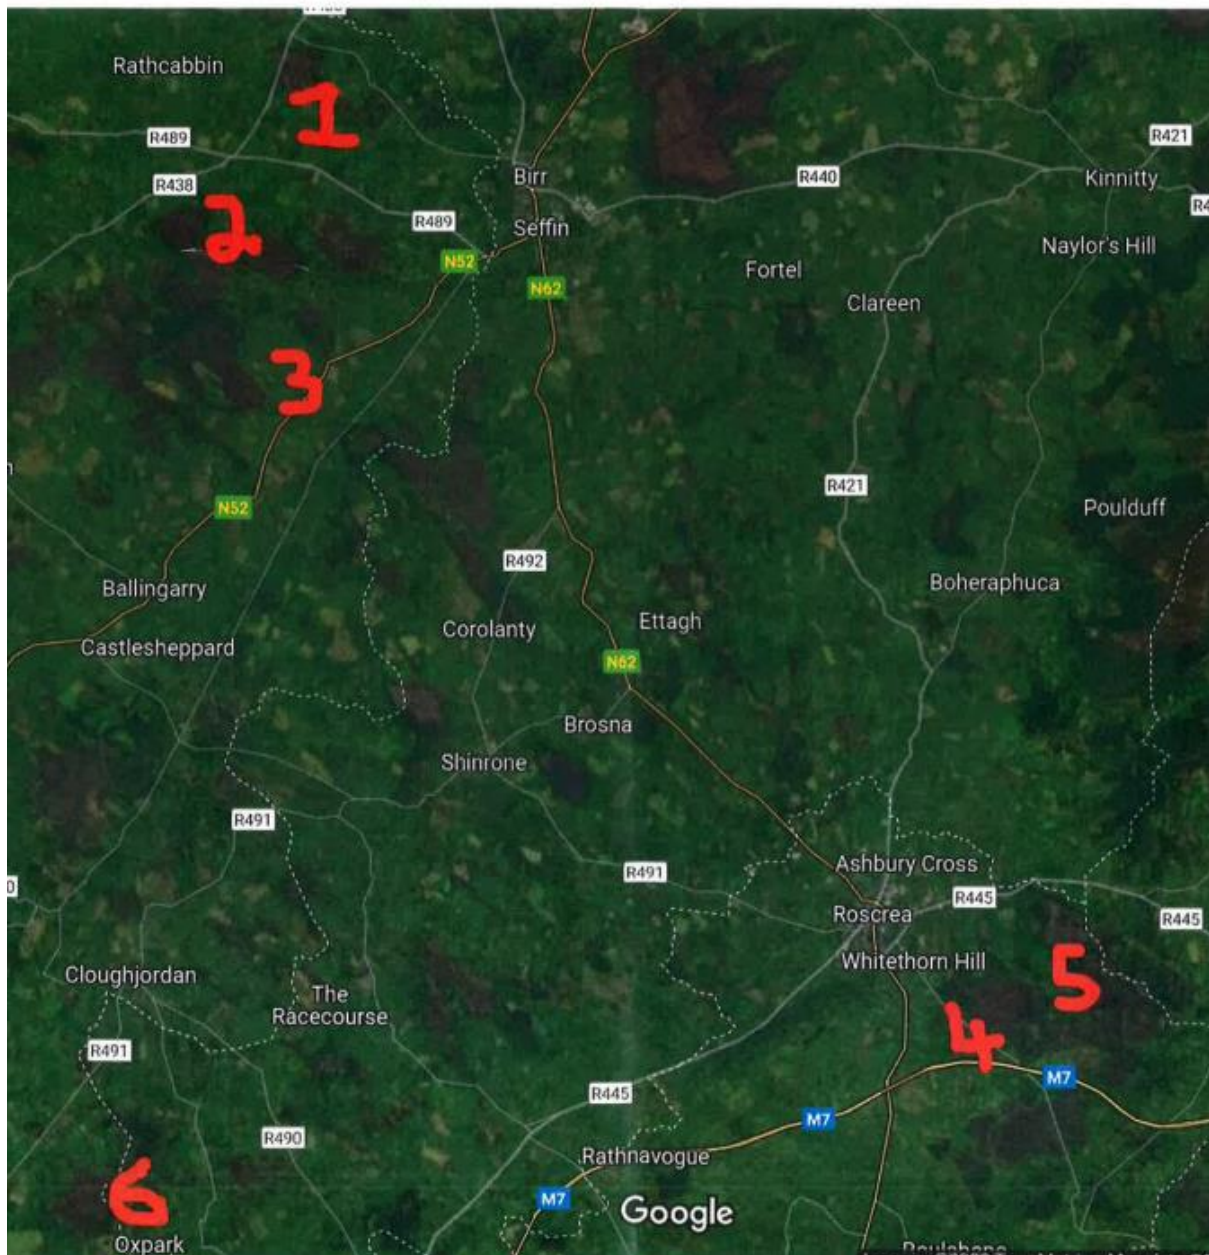 Rathcabbin
1
R489
R421
R438
Birr
R440
Kinnitty
2
R489
Seffin
Naylor's Hill
N52
Fortel
N62
Clareen
3
R421
N52
Poulduff
R492
Ballingarry
Boheraphuca
Corolanty
Ettagh
Castlesheppard
N62
Brosna
Shinrone
R491
R491
Ashbury Cross
R445
Roscrea
R445
Whitethorn Hill
Cloughjordan
5
The
Racecourse
4
R491
M7
R445
M7
R490
Rathnavogue
6
M7
Google
Oxpark